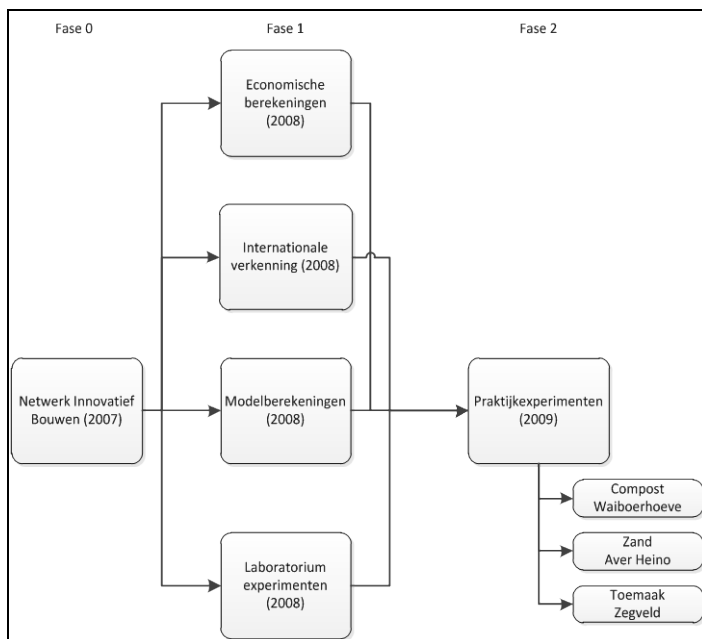 Fase 0
Fase 1
Fase 2
Economische
berekeningen
(2008)
Internationale
verkenning (2008)
Netwerk Innovatief
Bouwen (2007)
Modelberekeningen
(2008)
Praktijkexperimenten
(2009)
Compost
Waiboerhoeve
Zand
Aver Heino
Toemaak
Zegveld
Laboratorium
experimenten
(2008)